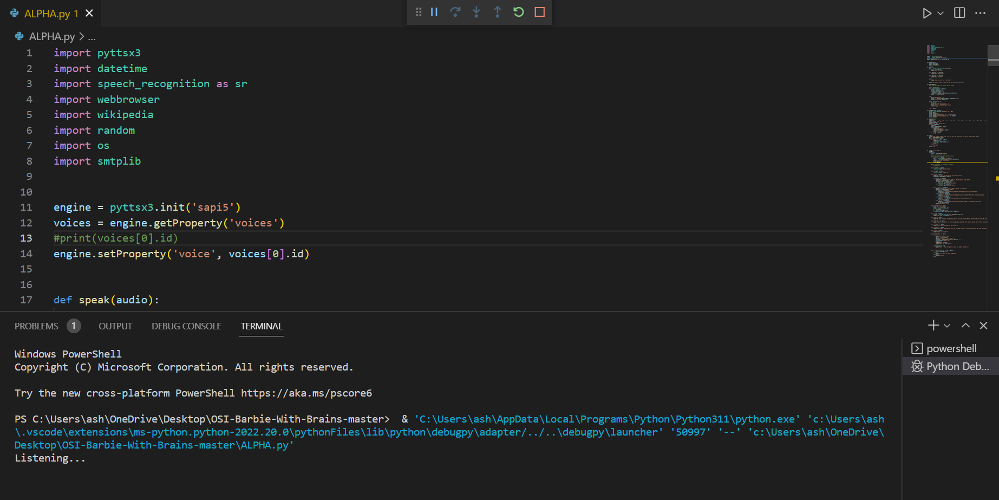 ALPHA.py 1
ALPHA.py > ...
1 import pyttsx3
2 import datetime
3 import speech_recognition as sr
4 import webbrowser
5 import wikipedia
6 import random
7 import os
8 import smtplib
9
10
11 engine = pyttsx3.init('sapi5')
12 voices = engine.getProperty('voices')
13 #print(voices[0].id)
14 engine.setProperty('voice', voices[0].id)
15
16
17 def speak(audio):
PROBLEMS 1 OUTPUT DEBUG CONSOLE TERMINAL
powershell
Python Deb...
Windows PowerShell
Copyright (C) Microsoft Corporation. All rights reserved.
Try the new cross-platform PowerShell https://aka.ms/pscore6
PS C:\Users\ash\OneDrive\Desktop\OSI-Barbie-With-Brains-master>  & 'C:\Users\ash\AppData\Local\Programs\Python\Python311\python.exe' 'c:\Users\ash
\.vscode\extensions\ms-python.python-2022.20.0\pythonFiles\lib\python\debugpy\adapter/../..\debugpy\launcher' '50997' '--' 'c:\Users\ash\OneDrive\
Desktop\OSI-Barbie-With-Brains-master\ALPHA.py'
Listening...